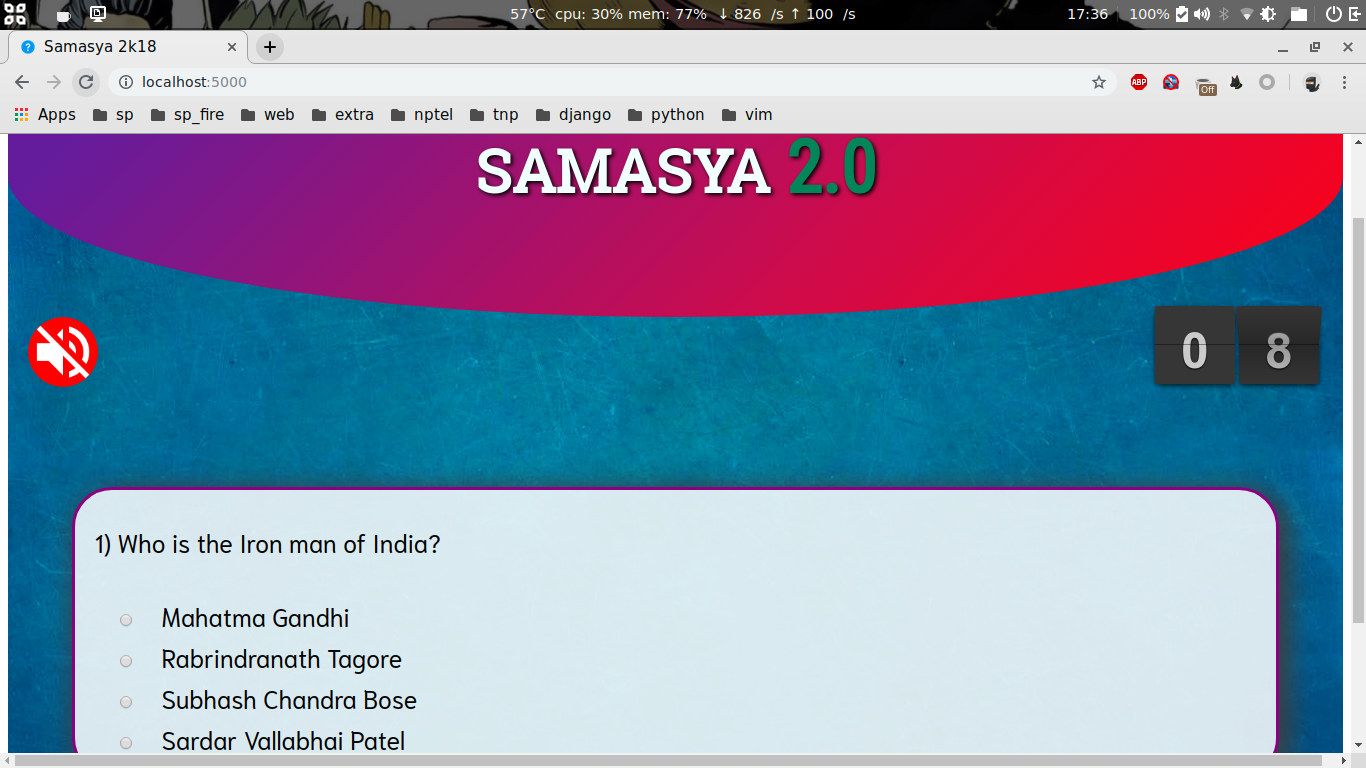 57°C cpu: 30% mem: 77% ↓ 826 /s ↑ 100 /s 17:36 100%
Samasya 2k18
localhost:5000
ABP
Off
Apps sp sp_fire web extra nptel tnp django python vim
SAMASYA 2.0
0 8
1) Who is the Iron man of India?
Mahatma Gandhi
Rabrindranath Tagore
Subhash Chandra Bose
Sardar Vallabhai Patel